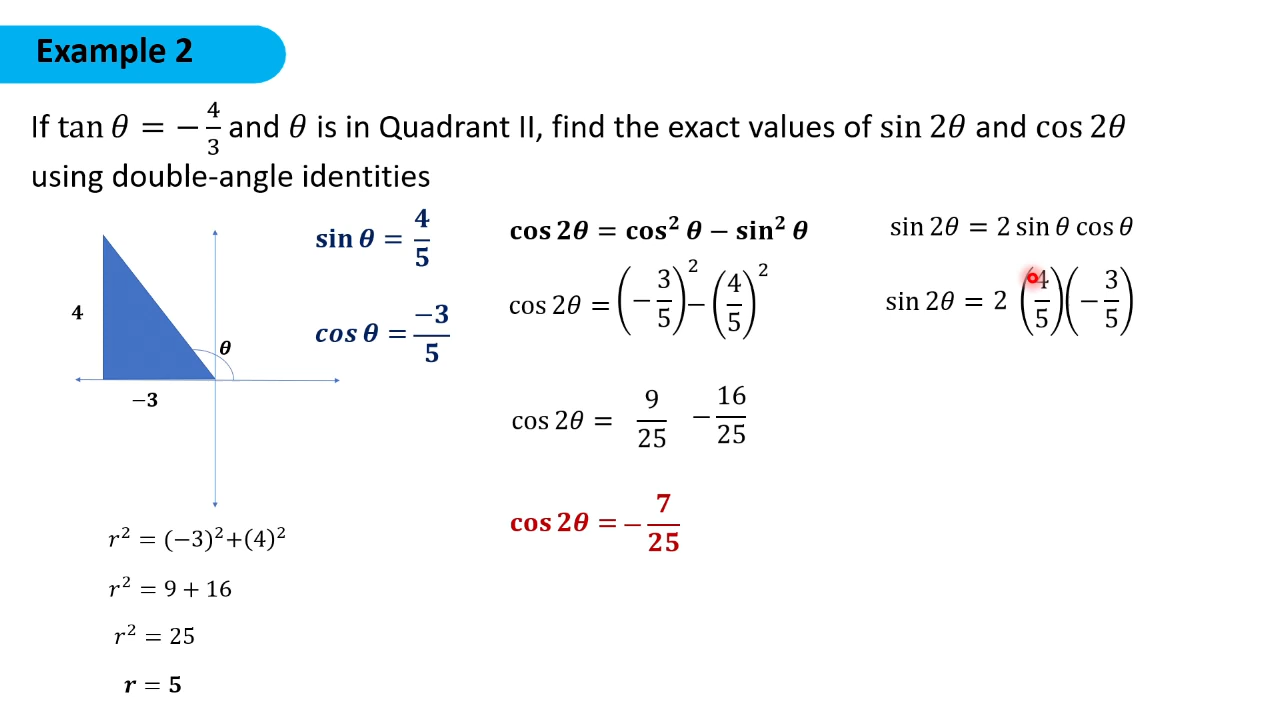 Example 2
If tan θ = −4/3 and θ is in Quadrant II, find the exact values of sin 2θ and cos 2θ
using double-angle identities
4
θ
−3
r² = (−3)²+(4)²
r² = 9 + 16
r² = 25
r = 5
sin θ = 4/5
cos θ = −3/5
cos 2θ = cos² θ − sin² θ
cos 2θ = (−3/5)² − (4/5)²
cos 2θ = 9/25 − 16/25
cos 2θ = − 7/25
sin 2θ = 2 sin θ cos θ
sin 2θ = 2 (4/5)(−3/5)